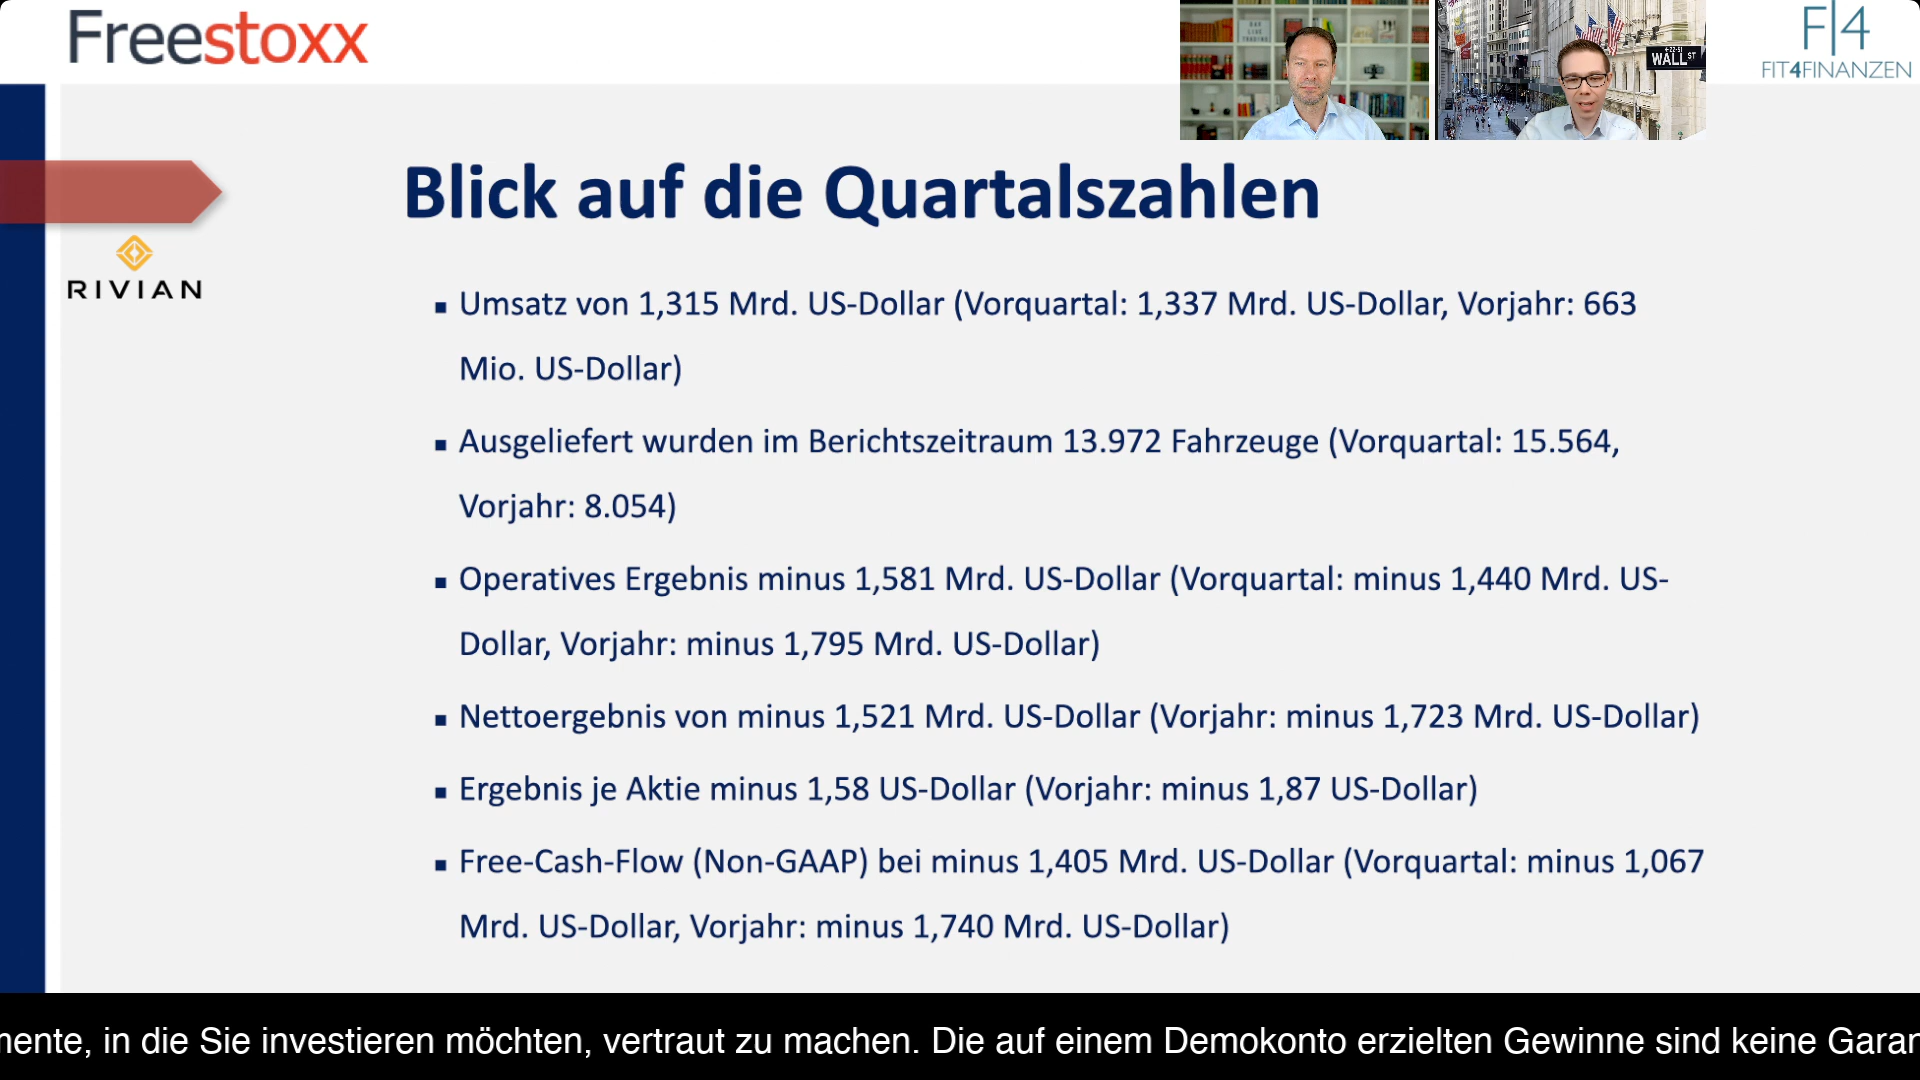 Freestoxx
WALL ST
F|4
FIT4FINANZEN
Blick auf die Quartalszahlen
RIVIAN
▪ Umsatz von 1,315 Mrd. US-Dollar (Vorquartal: 1,337 Mrd. US-Dollar, Vorjahr: 663
Mio. US-Dollar)
▪ Ausgeliefert wurden im Berichtszeitraum 13.972 Fahrzeuge (Vorquartal: 15.564,
Vorjahr: 8.054)
▪ Operatives Ergebnis minus 1,581 Mrd. US-Dollar (Vorquartal: minus 1,440 Mrd. US-
Dollar, Vorjahr: minus 1,795 Mrd. US-Dollar)
▪ Nettoergebnis von minus 1,521 Mrd. US-Dollar (Vorjahr: minus 1,723 Mrd. US-Dollar)
▪ Ergebnis je Aktie minus 1,58 US-Dollar (Vorjahr: minus 1,87 US-Dollar)
▪ Free-Cash-Flow (Non-GAAP) bei minus 1,405 Mrd. US-Dollar (Vorquartal: minus 1,067
Mrd. US-Dollar, Vorjahr: minus 1,740 Mrd. US-Dollar)
mente, in die Sie investieren möchten, vertraut zu machen. Die auf einem Demokonto erzielten Gewinne sind keine Garan